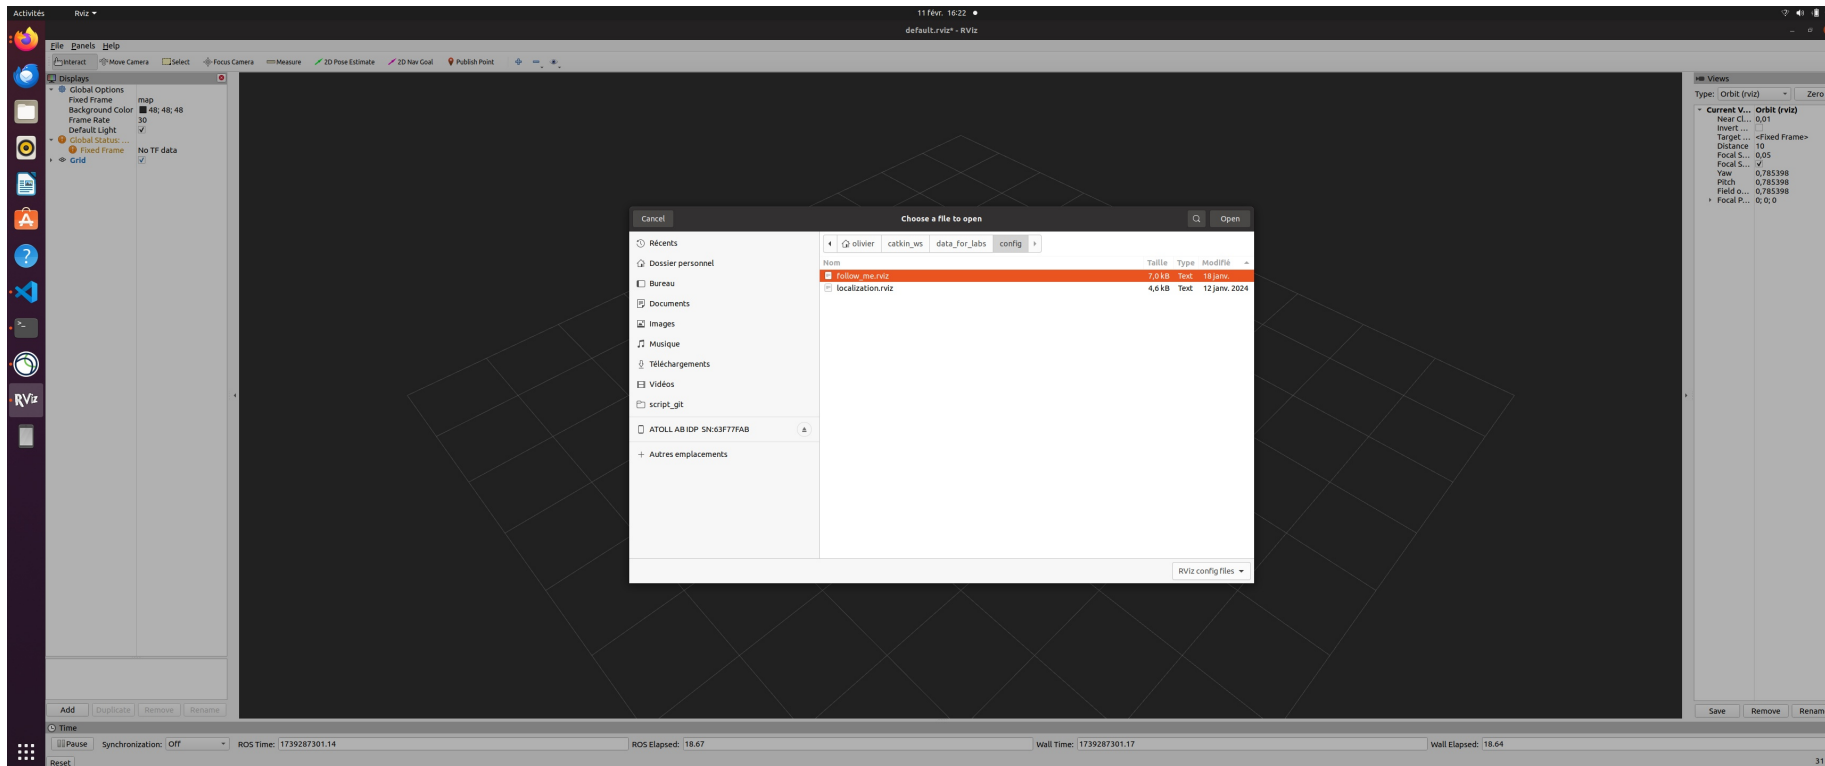 Activités
Rviz
11 févr. 16:22
default.rviz* - RViz
File Panels Help
Interact Move Camera Select Focus Camera Measure 2D Pose Estimate 2D Nav Goal Publish Point
Displays
Global Options
Fixed Frame map
Background Color 48; 48; 48
Frame Rate 30
Default Light
Global Status: ...
Fixed Frame No TF data
Grid
Cancel
Choose a file to open
Open
Récents
Dossier personnel
Bureau
Documents
Images
Musique
Téléchargements
Vidéos
script_git
ATOLL AB IDP SN:63F77FAB
Autres emplacements
olivier catkin_ws data_for_labs config
Nom Taille Type Modifié
follow_me.rviz 7,0 kB Text 18 janv.
localization.rviz 4,6 kB Text 12 janv. 2024
RViz config files
Views
Type: Orbit (rviz) Zero
Current V... Orbit (rviz)
Near Cl... 0,01
Invert ...
Target ... <Fixed Frame>
Distance 10
Focal S... 0,05
Focal S...
Yaw 0,785398
Pitch 0,785398
Field o... 0,785398
Focal P... 0; 0; 0
RViz
Add Duplicate Remove Rename
Save Remove Renam
Time
Pause Synchronization: Off ROS Time: 1739287301.14 ROS Elapsed: 18.67 Wall Time: 1739287301.17 Wall Elapsed: 18.64
Reset
31